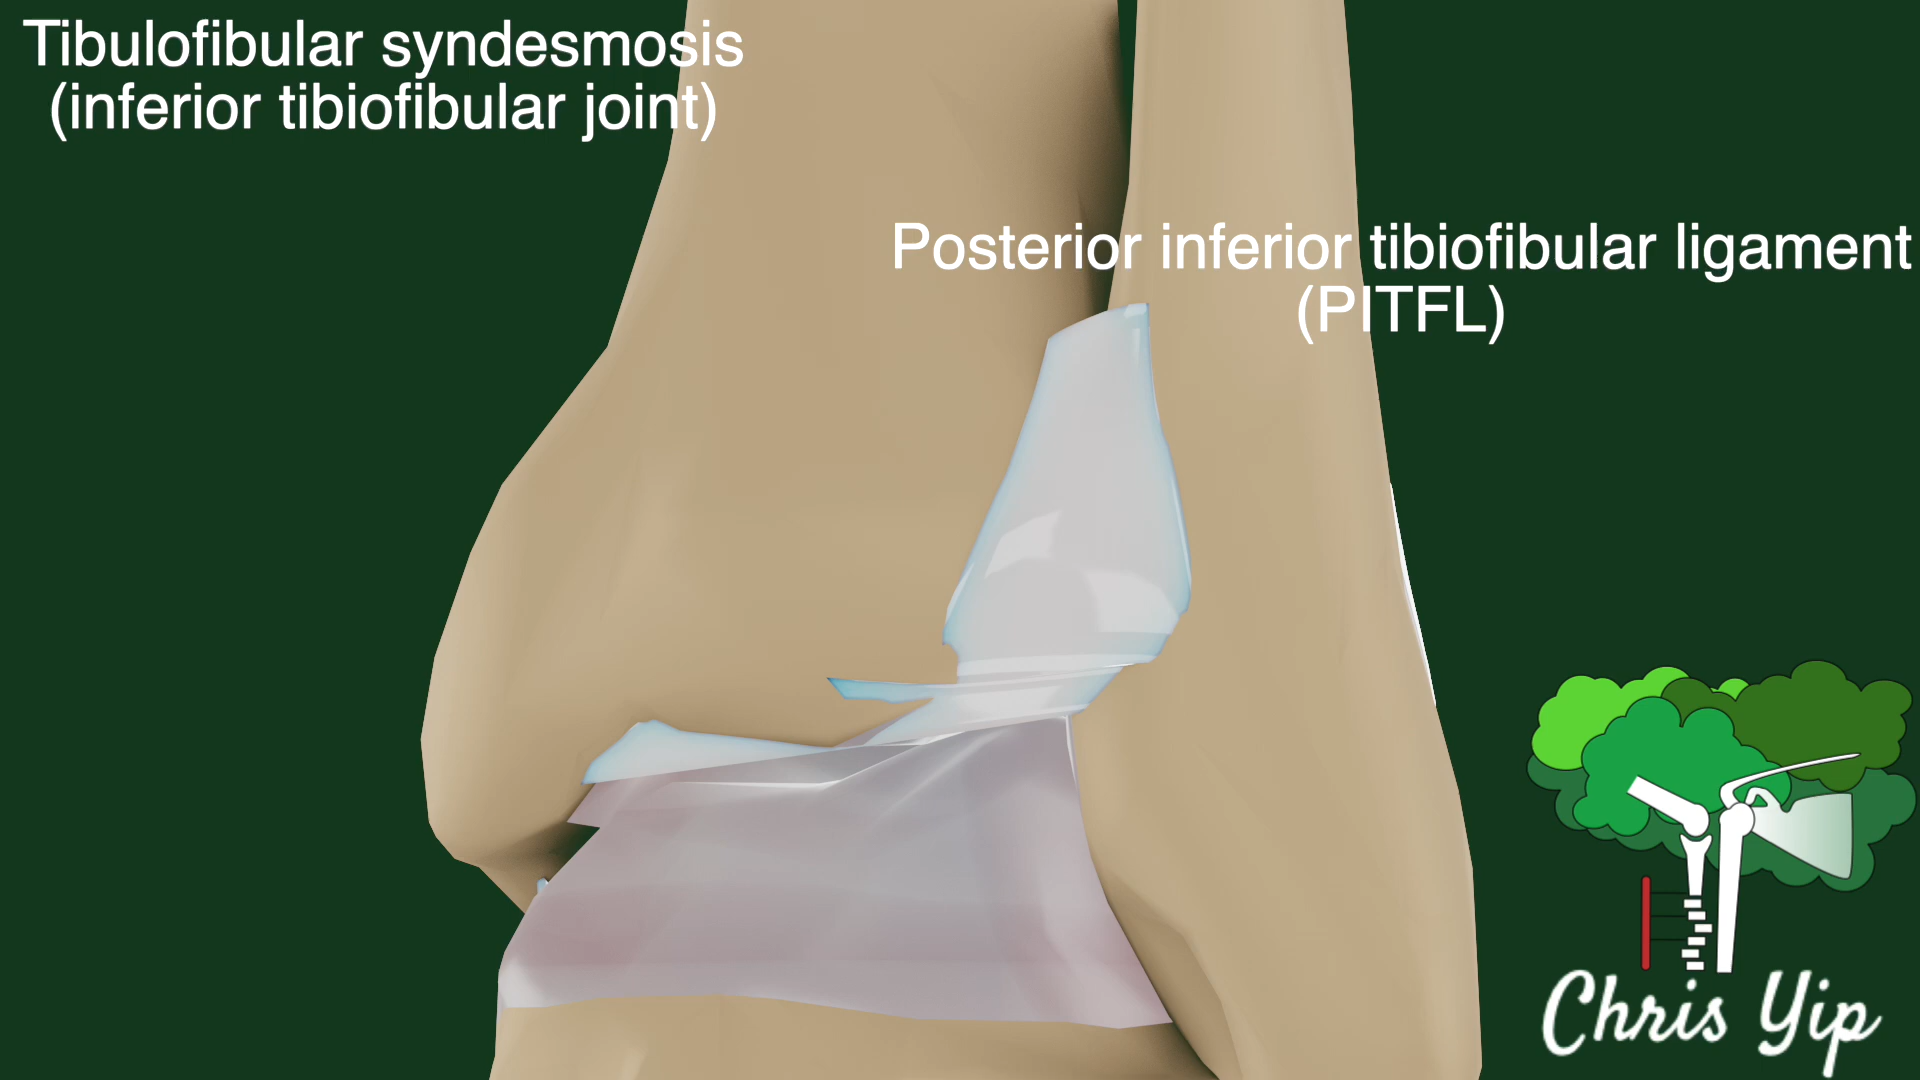 Tibulofibular syndesmosis
(inferior tibiofibular joint)
Posterior inferior tibiofibular ligament
(PITFL)
Chris Yip